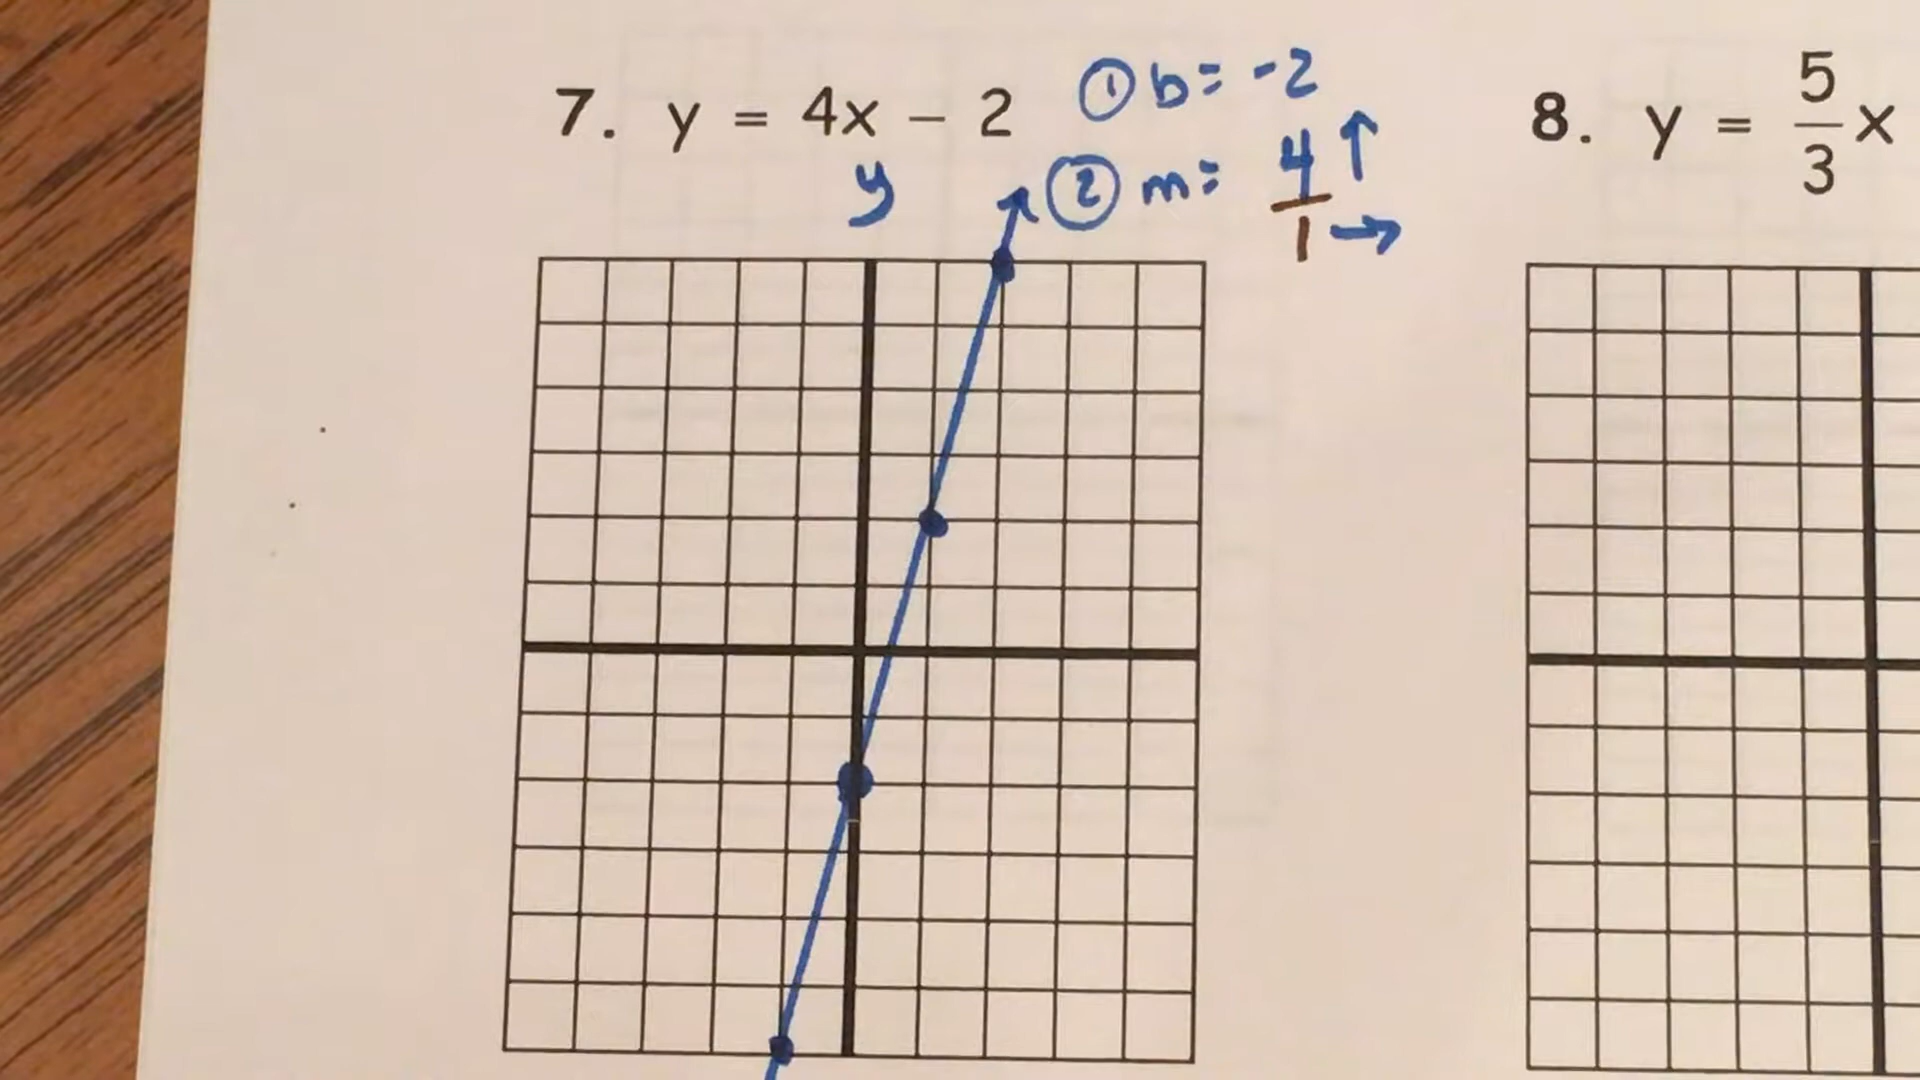 7. y = 4x - 2
① b = -2
② m = 4/1 ↑ →
y
8. y = 5/3 x